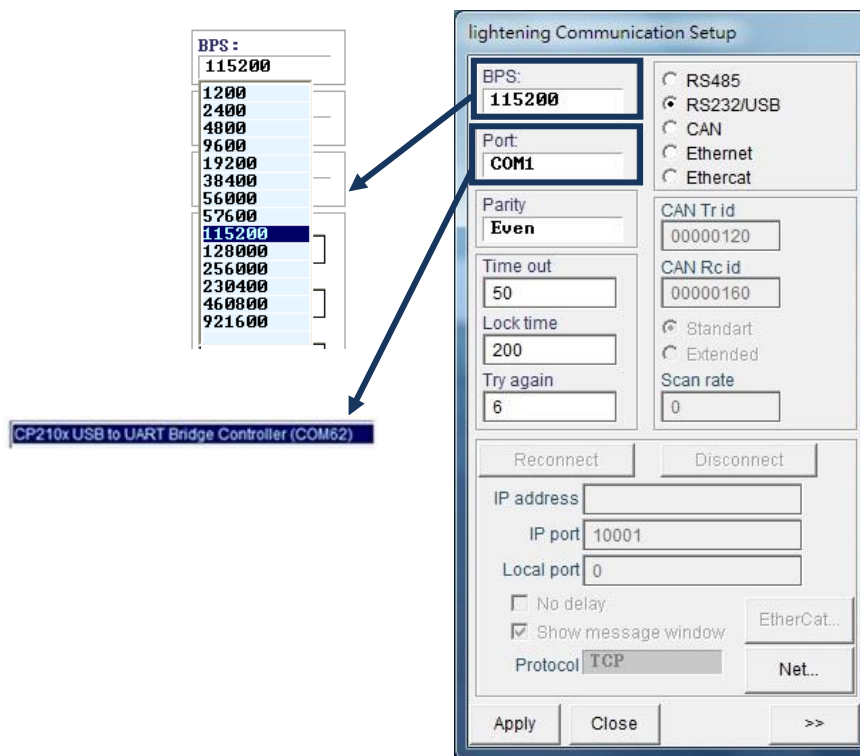 BPS:
115200
1200
2400
4800
9600
19200
38400
56000
57600
115200
128000
256000
230400
460800
921600
CP210x USB to UART Bridge Controller (COM62)
lightening Communication Setup
BPS:
115200
Port:
COM1
Parity
Even
Time out
50
Lock time
200
Try again
6
RS485
RS232/USB
CAN
Ethernet
Ethercat
CAN Tr id
00000120
CAN Rc id
00000160
Standart
Extended
Scan rate
0
Reconnect
Disconnect
IP address
IP port 10001
Local port 0
No delay
Show message window
EtherCat...
Protocol TCP
Net...
Apply
Close
>>